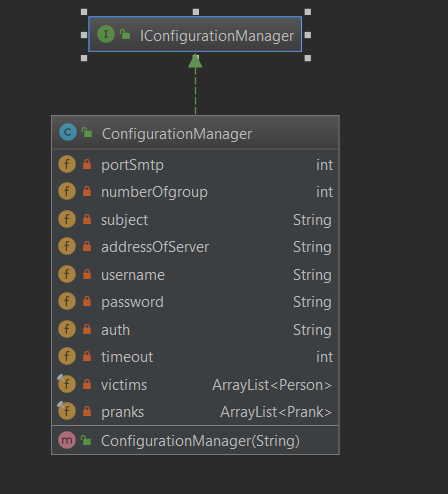 I IConfigurationManager
C ConfigurationManager
f portSmtp int
f numberOfgroup int
f subject String
f addressOfServer String
f username String
f password String
f auth String
f timeout int
f victims ArrayList<Person>
f pranks ArrayList<Prank>
m ConfigurationManager(String)